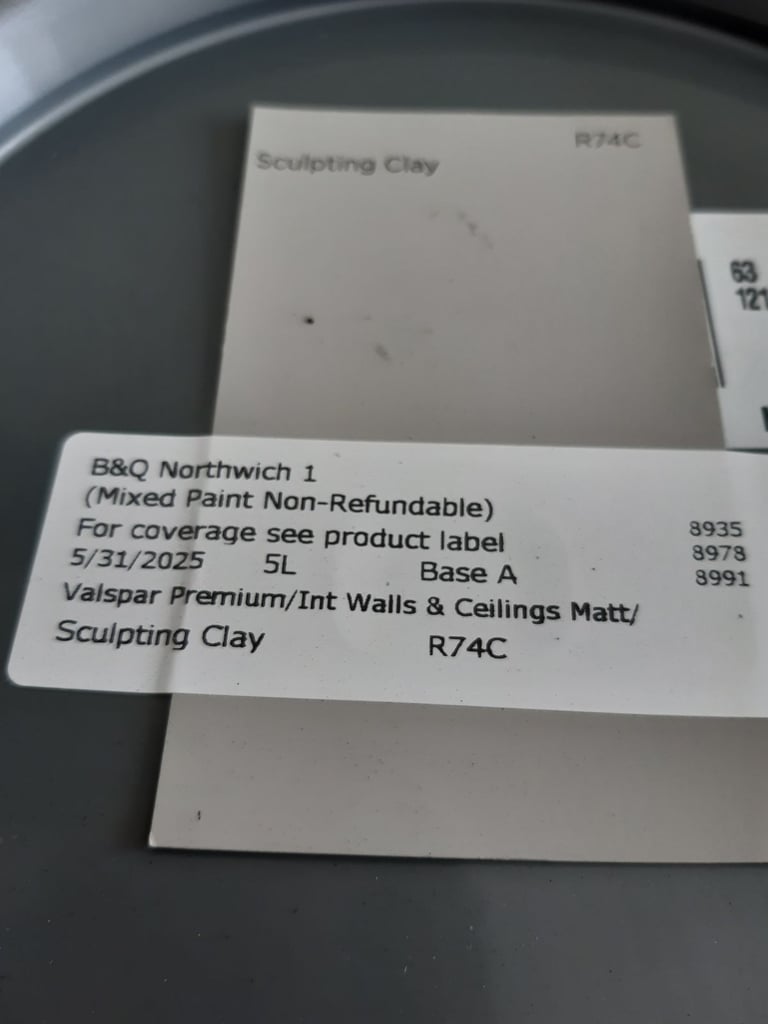 R74C
Sculpting Clay
63
121
B&Q Northwich 1
(Mixed Paint Non-Refundable)
For coverage see product label
5/31/2025 5L Base A
8935
8978
8991
Valspar Premium/Int Walls & Ceilings Matt/
Sculpting Clay R74C